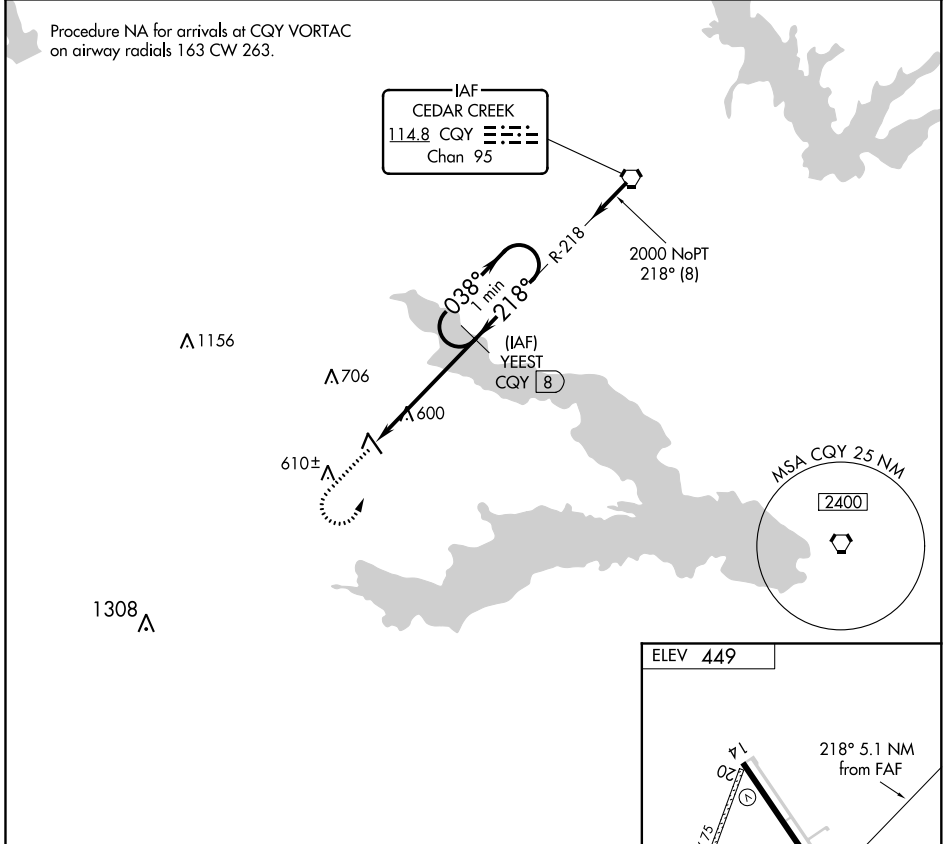 Procedure NA for arrivals at CQY VORTAC
on airway radials 163 CW 263.
IAF
CEDAR CREEK
114.8 CQY
Chan 95
R-218
2000 NoPT
218° (8)
038°
1 min
218°
(IAF)
YEEST
CQY 8
1156
706
600
610±
1308
MSA CQY 25 NM
2400
ELEV 449
14
20
V
218° 5.1 NM
from FAF